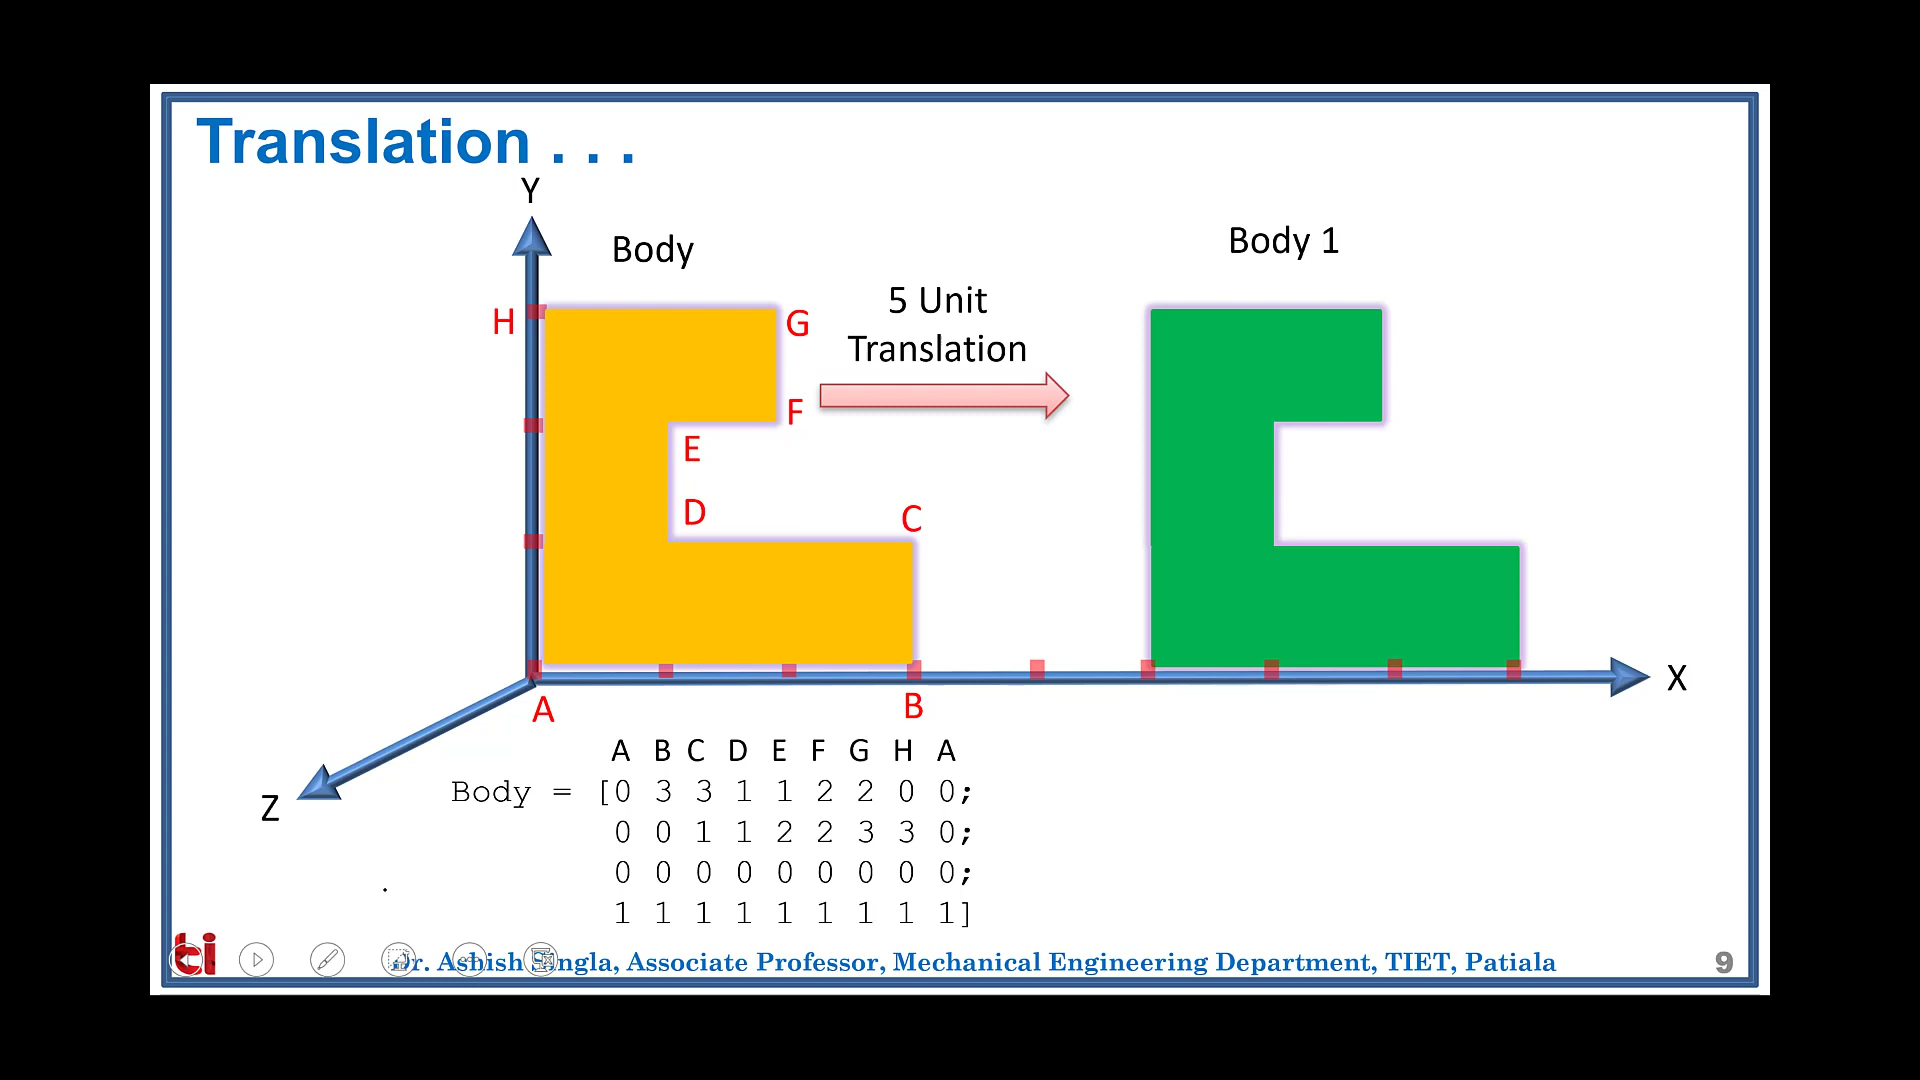 Translation . . .
Y
Body
Body 1
5 Unit
Translation
H
G
F
E
D
C
X
A
B
Z
A B C D E F G H A
Body = [0 3 3 1 1 2 2 0 0;
0 0 1 1 2 2 3 3 0;
0 0 0 0 0 0 0 0 0;
1 1 1 1 1 1 1 1 1]
ti
Dr. Ashish Singla, Associate Professor, Mechanical Engineering Department, TIET, Patiala
9